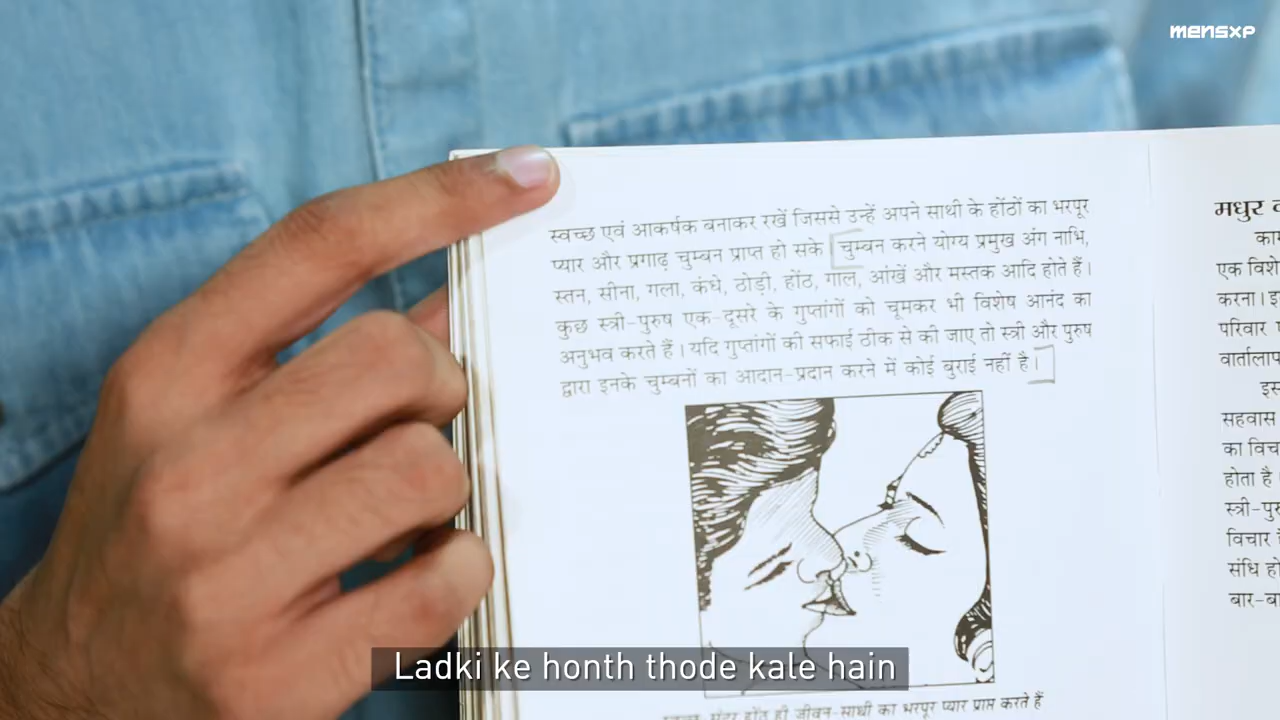 mensxp
स्वच्छ एवं आकर्षक बनाकर रखें जिससे उन्हें अपने साथी के होंठों का भरपूर
प्यार और प्रगाढ़ चुम्बन प्राप्त हो सके [चुम्बन करने योग्य प्रमुख अंग नाभि,
स्तन, सीना, गला, कंधे, ठोड़ी, होंठ, गाल, आंखें और मस्तक आदि होते हैं।
कुछ स्त्री-पुरुष एक-दूसरे के गुप्तांगों को चूमकर भी विशेष आनंद का
अनुभव करते हैं। यदि गुप्तांगों की सफाई ठीक से की जाए तो स्त्री और पुरुष
द्वारा इनके चुम्बनों का आदान-प्रदान करने में कोई बुराई नहीं है।]
होंठ ही जीवन-साथी का भरपूर प्यार प्राप्त करते हैं
मधुर
एक
करना।
परिवार
सहवास
होता है
विचार
Ladki ke honth thode kale hain